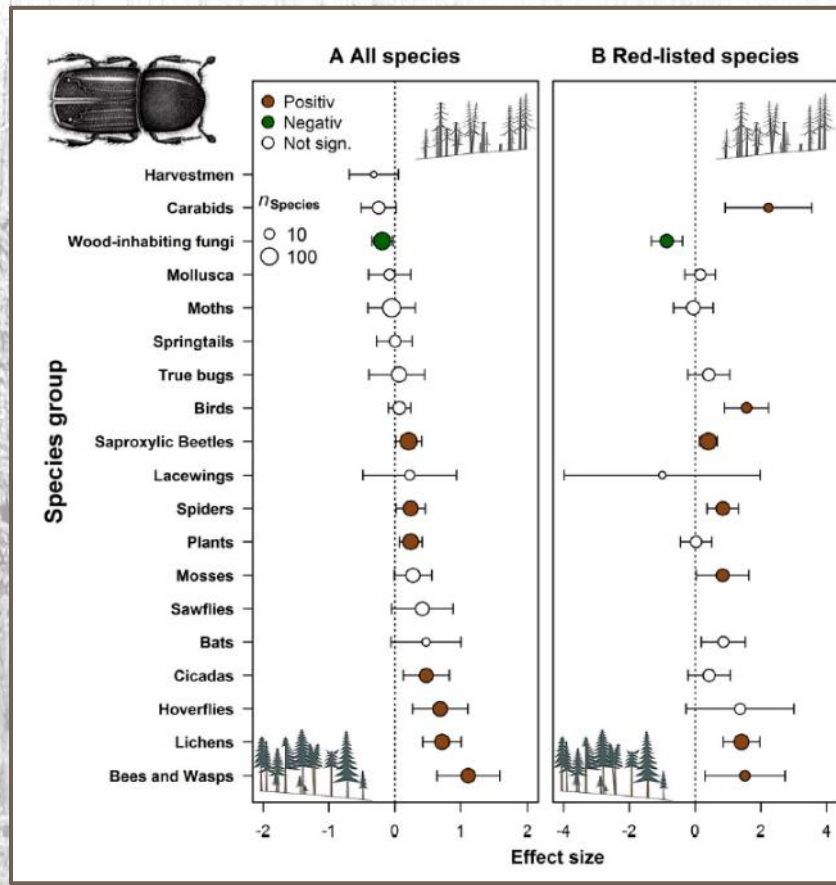 A All species
B Red-listed species
Positiv
Negativ
Not sign.
nSpecies
10
100
Species group
Harvestmen
Carabids
Wood-inhabiting fungi
Mollusca
Moths
Springtails
True bugs
Birds
Saproxylic Beetles
Lacewings
Spiders
Plants
Mosses
Sawflies
Bats
Cicadas
Hoverflies
Lichens
Bees and Wasps
-2 -1 0 1 2
-4 -2 0 2 4
Effect size